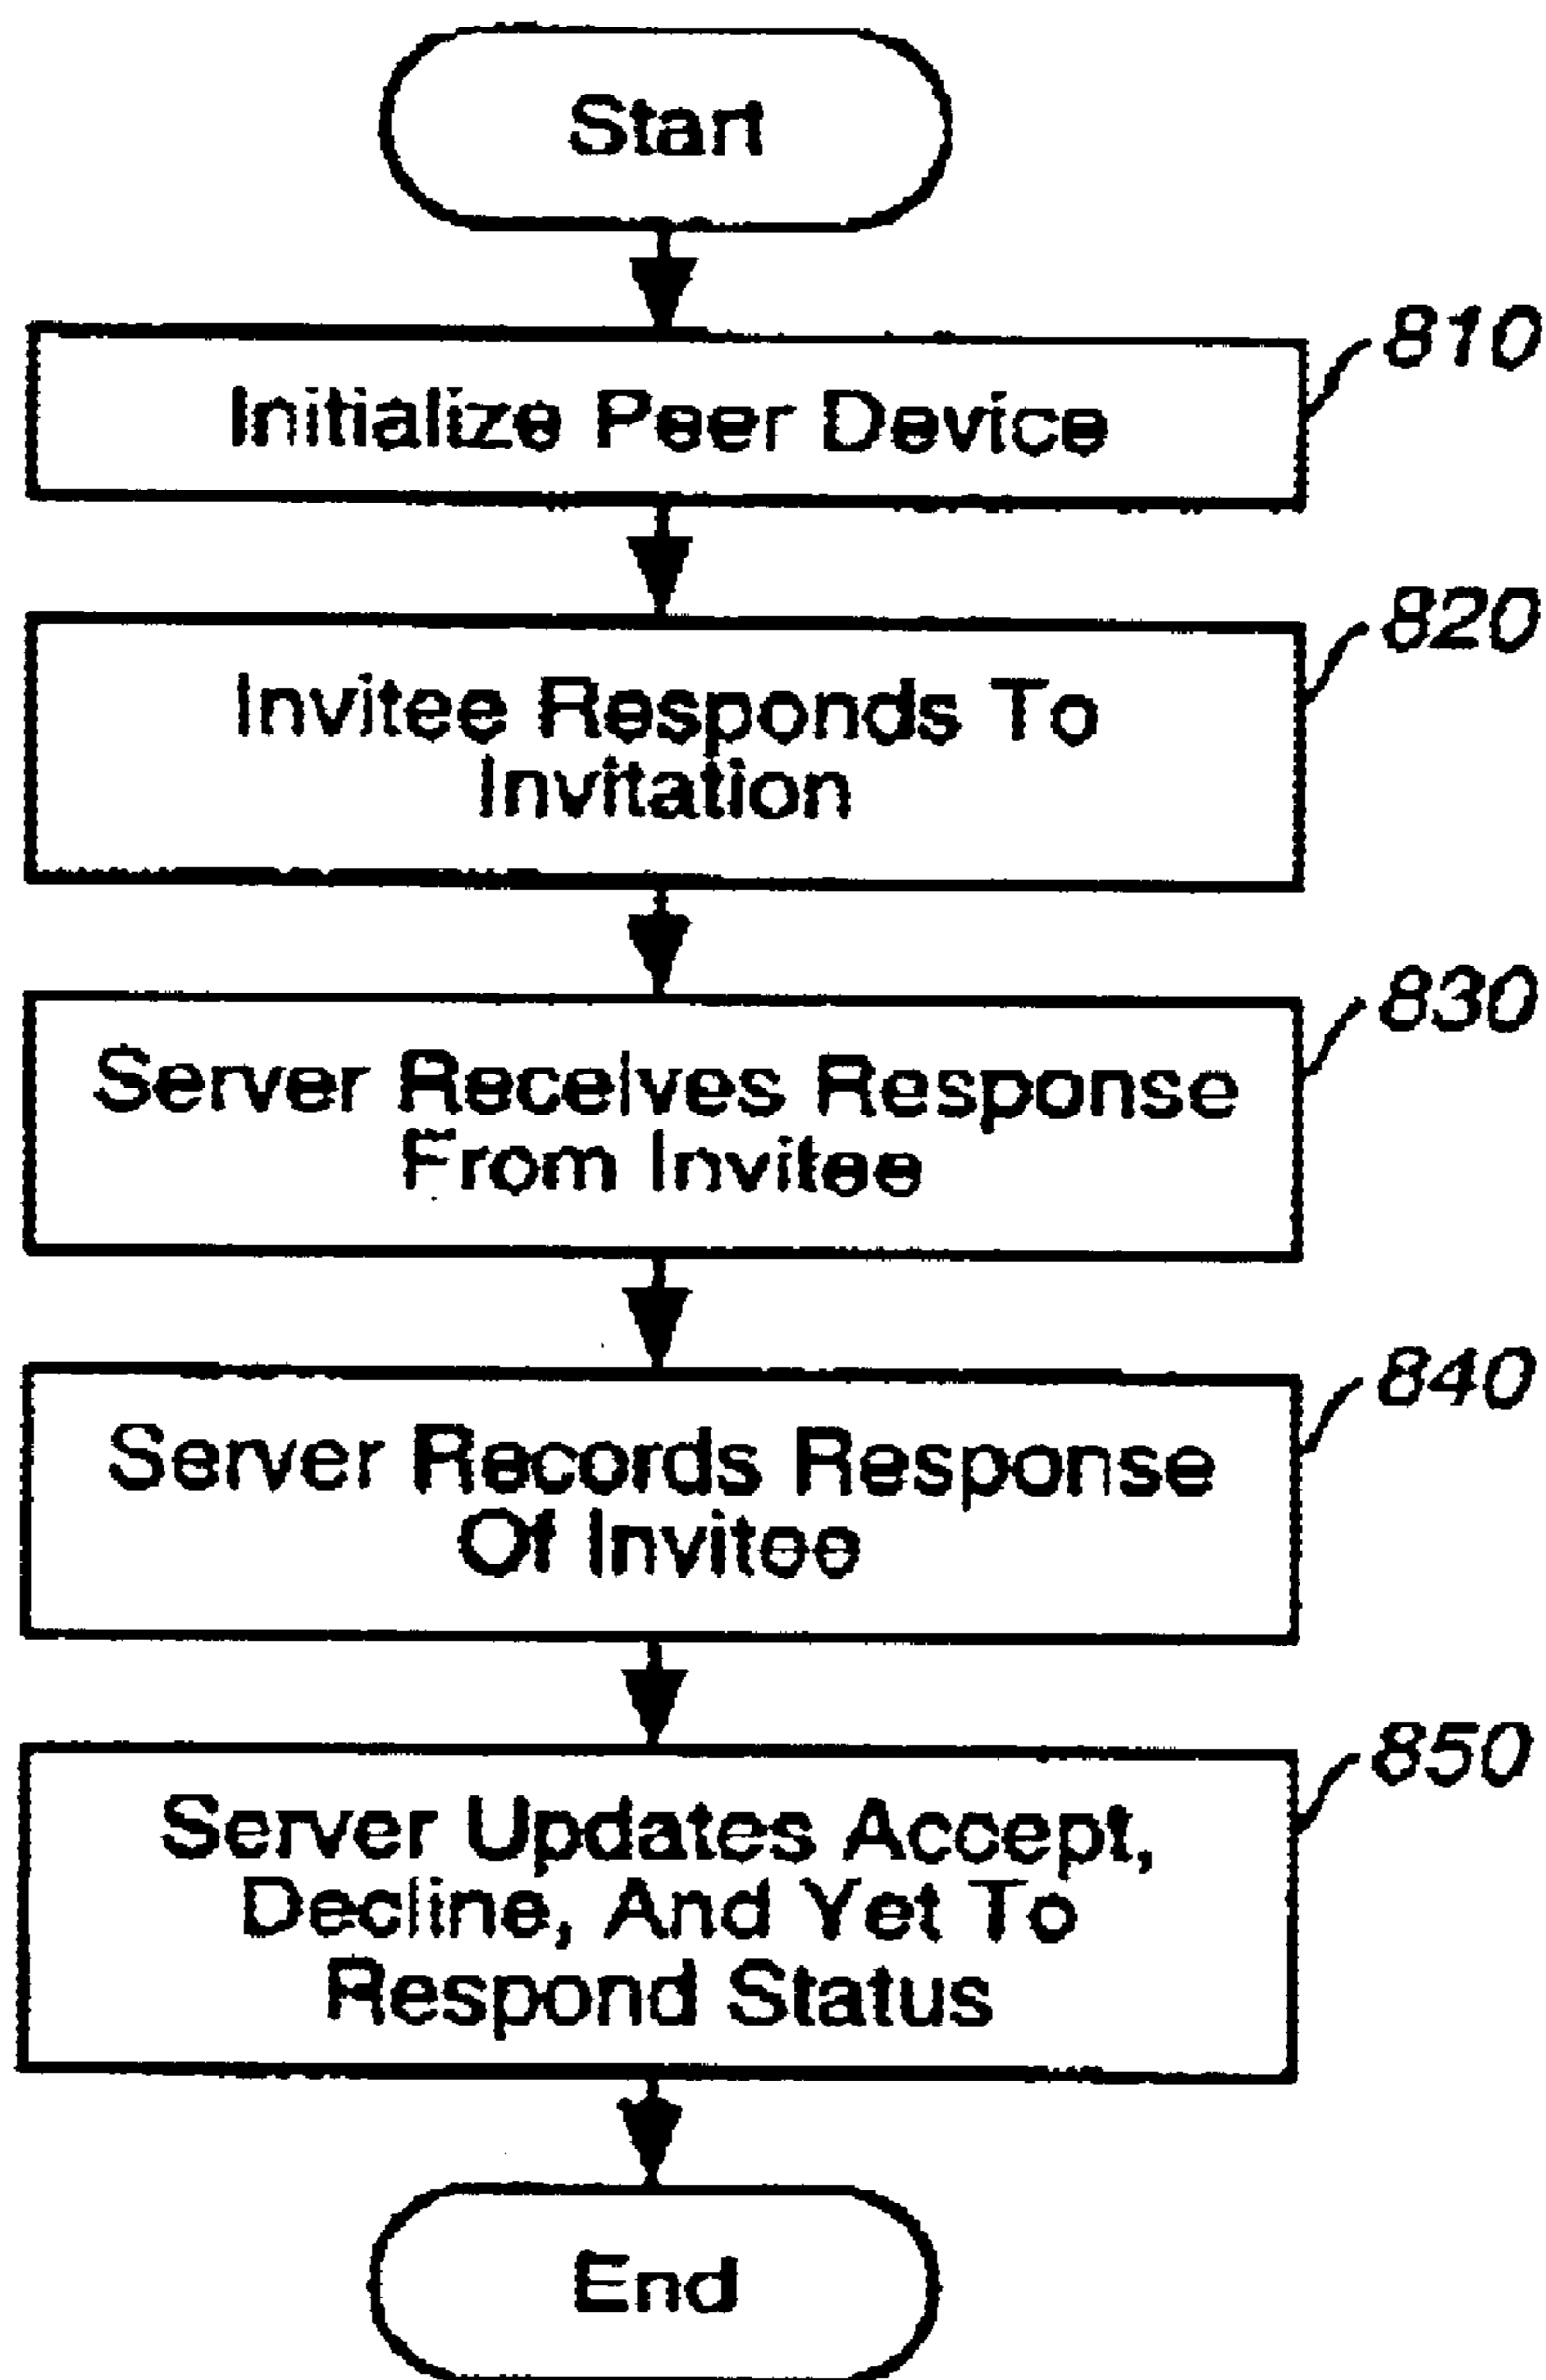 Start
810
Initialize Peer Device
820
Invitee Responds To
Invitation
830
Server Receives Response
From Invitee
840
Server Records Response
Of Invitee
850
Server Updates Accept,
Decline, And Yet To
Respond Status
End